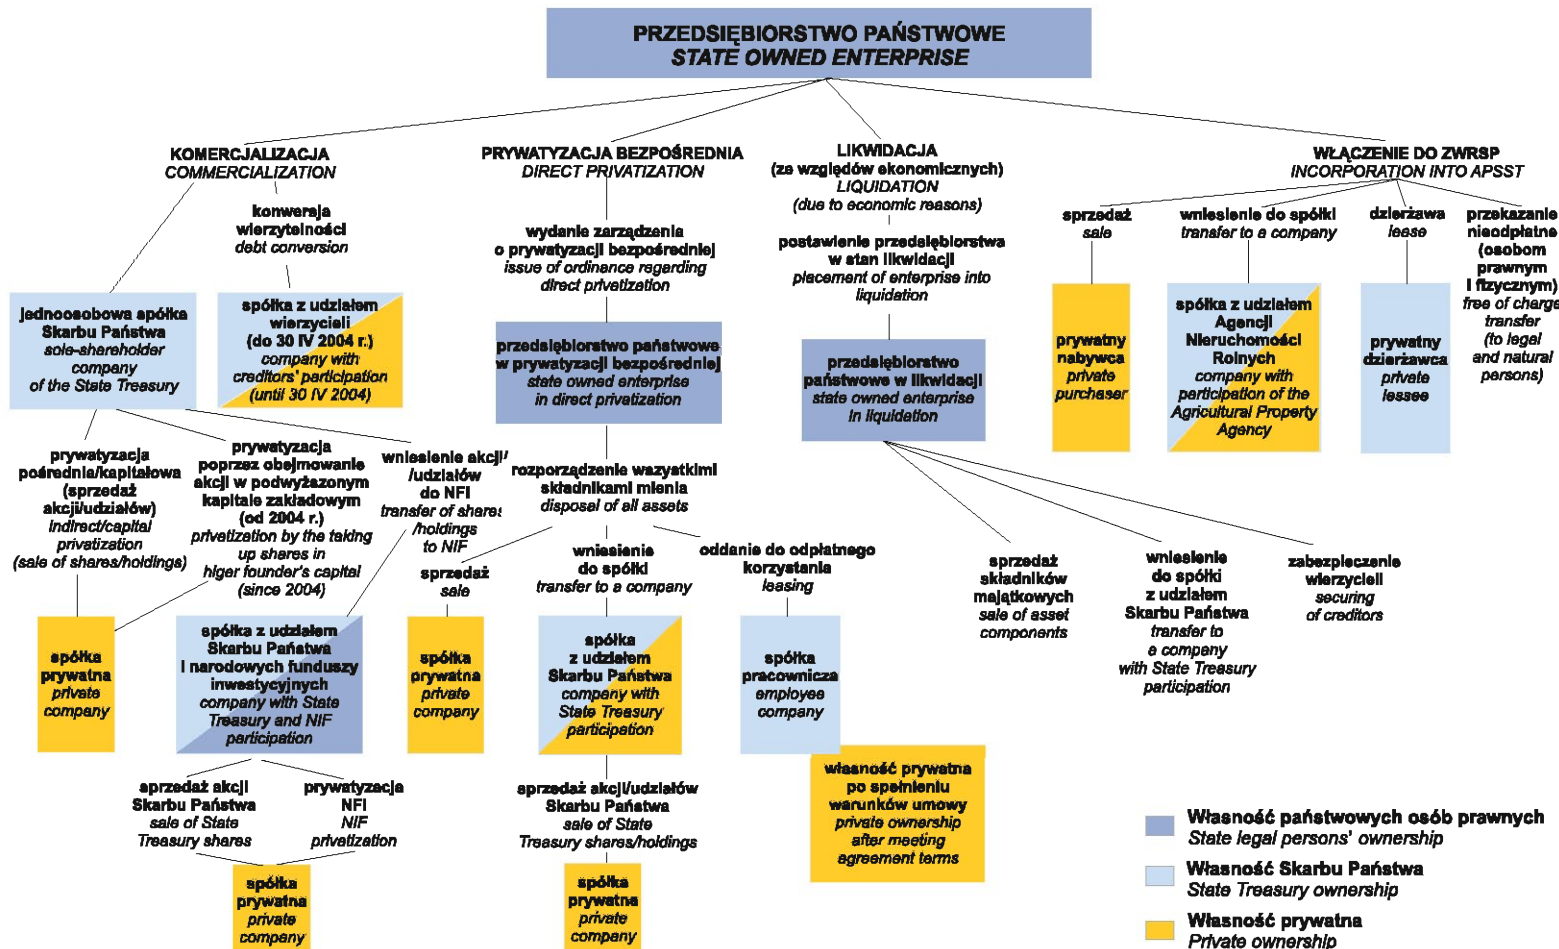 PRZEDSIĘBIORSTWO PAŃSTWOWE
STATE OWNED ENTERPRISE
KOMERCJALIZACJA
COMMERCIALIZATION
konwersja
wierzytelności
debt conversion
jednoosobowa spółka
Skarbu Państwa
sole-shareholder
company
of the State Treasury
spółka z udziałem
wierzycieli
(do 30 IV 2004 r.)
company with
creditors' participation
(until 30 IV 2004)
prywatyzacja
pośrednia/kapitałowa
(sprzedaż
akcji/udziałów)
indirect/capital
privatization
(sale of shares/holdings)
prywatyzacja
poprzez obejmowanie
akcji w podwyższonym
kapitale zakładowym
(od 2004 r.)
privatization by the taking
up shares in
higer founder's capital
(since 2004)
wniesienie akcji/
/udziałów
do NFI
transfer of shares
/holdings
to NIF
spółka
prywatna
private
company
spółka z udziałem
Skarbu Państwa
i narodowych funduszy
inwestycyjnych
company with State
Treasury and NIF
participation
sprzedaż akcji
Skarbu Państwa
sale of State
Treasury shares
prywatyzacja
NFI
NIF
privatization
spółka
prywatna
private
company
PRYWATYZACJA BEZPOŚREDNIA
DIRECT PRIVATIZATION
wydanie zarządzenia
o prywatyzacji bezpośredniej
issue of ordinance regarding
direct privatization
przedsiębiorstwo państwowe
w prywatyzacji bezpośredniej
state owned enterprise
in direct privatization
rozporządzenie wszystkimi
składnikami mienia
disposal of all assets
sprzedaż
sale
wniesienie
do spółki
transfer to a company
oddanie do odpłatnego
korzystania
leasing
spółka
prywatna
private
company
spółka
z udziałem
Skarbu Państwa
company with
State Treasury
participation
spółka
pracownicza
employee
company
sprzedaż akcji/udziałów
Skarbu Państwa
sale of State
Treasury shares/holdings
własność prywatna
po spełnieniu
warunków umowy
private ownership
after meeting
agreement terms
spółka
prywatna
private
company
LIKWIDACJA
(ze względów ekonomicznych)
LIQUIDATION
(due to economic reasons)
postawienie przedsiębiorstwa
w stan likwidacji
placement of enterprise into
liquidation
przedsiębiorstwo
państwowe w likwidacji
state owned enterprise
in liquidation
sprzedaż
składników
majątkowych
sale of asset
components
wniesienie
do spółki
z udziałem
Skarbu Państwa
transfer to
a company
with State Treasury
participation
zabezpieczenie
wierzycieli
securing
of creditors
WŁĄCZENIE DO ZWRSP
INCORPORATION INTO APSST
sprzedaż
sale
wniesienie do spółki
transfer to a company
dzierżawa
lease
przekazanie
nieodpłatne
(osobom
prawnym
i fizycznym)
free of charge
transfer
(to legal
and natural
persons)
prywatny
nabywca
private
purchaser
spółka z udziałem
Agencji
Nieruchomości
Rolnych
company with
participation of the
Agricultural Property
Agency
prywatny
dzierżawca
private
lessee
Własność państwowych osób prawnych
State legal persons' ownership
Własność Skarbu Państwa
State Treasury ownership
Własność prywatna
Private ownership